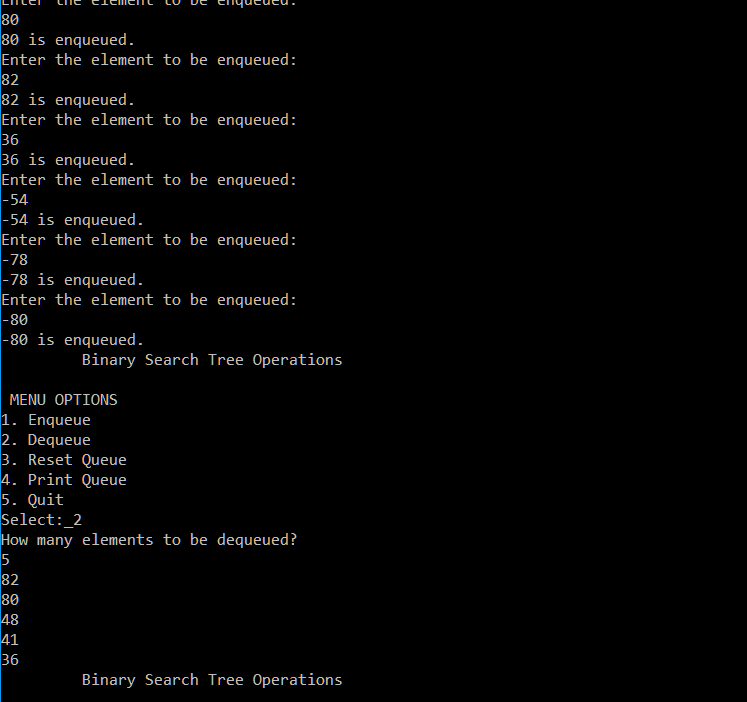 Enter the element to be enqueued:
80
80 is enqueued.
Enter the element to be enqueued:
82
82 is enqueued.
Enter the element to be enqueued:
36
36 is enqueued.
Enter the element to be enqueued:
-54
-54 is enqueued.
Enter the element to be enqueued:
-78
-78 is enqueued.
Enter the element to be enqueued:
-80
-80 is enqueued.
Binary Search Tree Operations
MENU OPTIONS
1. Enqueue
2. Dequeue
3. Reset Queue
4. Print Queue
5. Quit
Select:_2
How many elements to be dequeued?
5
82
80
48
41
36
Binary Search Tree Operations